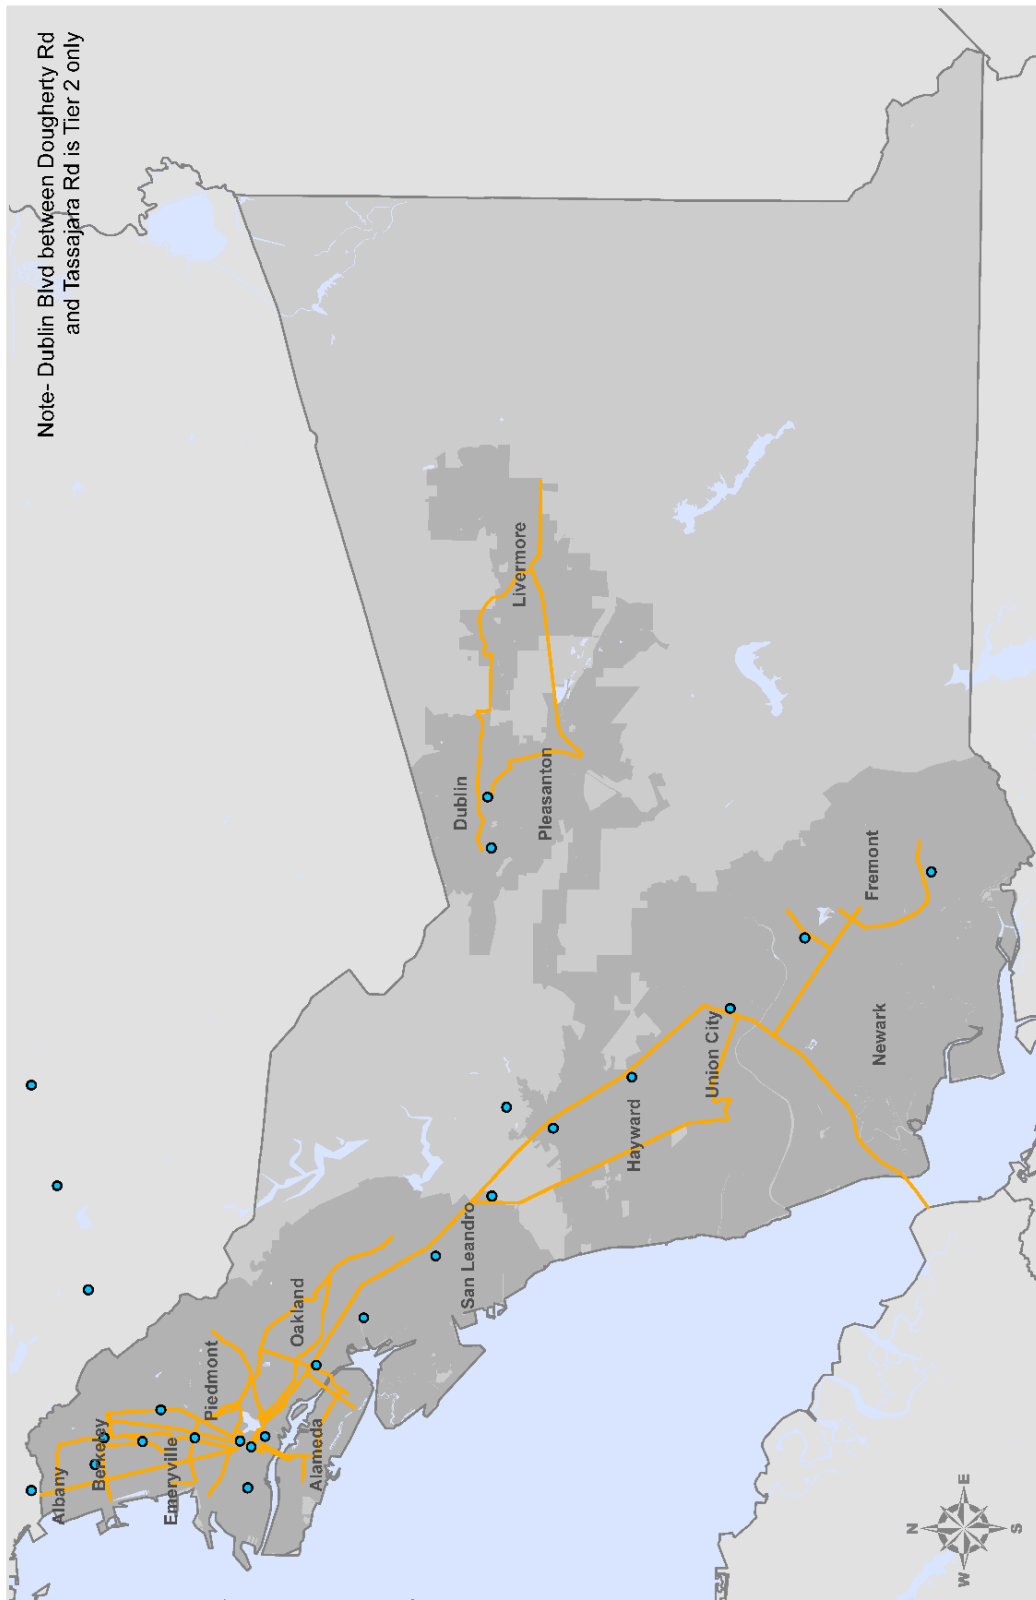 Note- Dublin Blvd between Dougherty Rd
and Tassajara Rd is Tier 2 only
Albany
Berkeley
Emeryville
Piedmont
Oakland
Alameda
San Leandro
Hayward
Union City
Newark
Fremont
Dublin
Pleasanton
Livermore
N
W
E
S